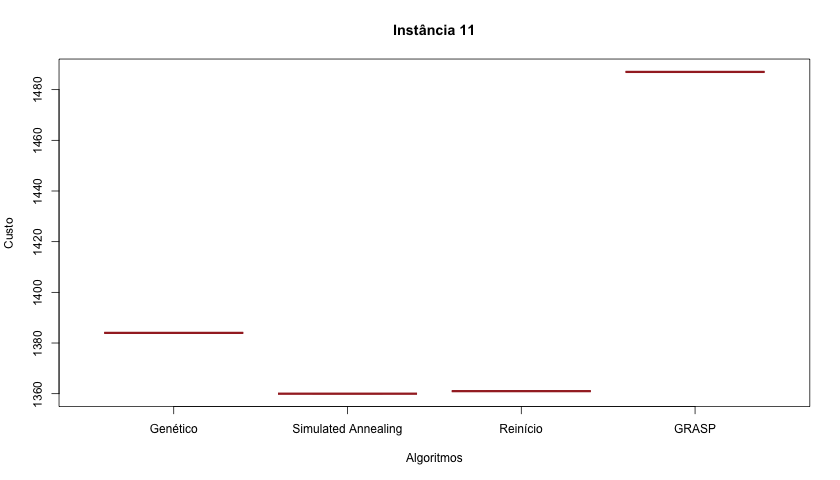 Instância 11
Custo
1480
1460
1440
1420
1400
1380
1360
Genético Simulated Annealing Reinício GRASP
Algoritmos